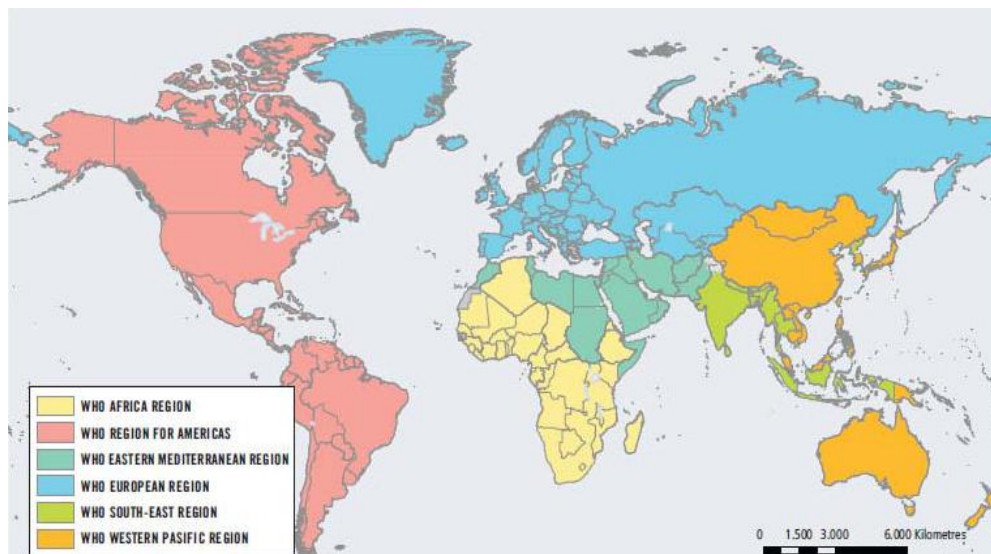 WHO AFRICA REGION
WHO REGION FOR AMERICAS
WHO EASTERN MEDITERRANEAN REGION
WHO EUROPEAN REGION
WHO SOUTH-EAST REGION
WHO WESTERN PASIFIC REGION
0 1.500 3.000 6.000 Kilometres